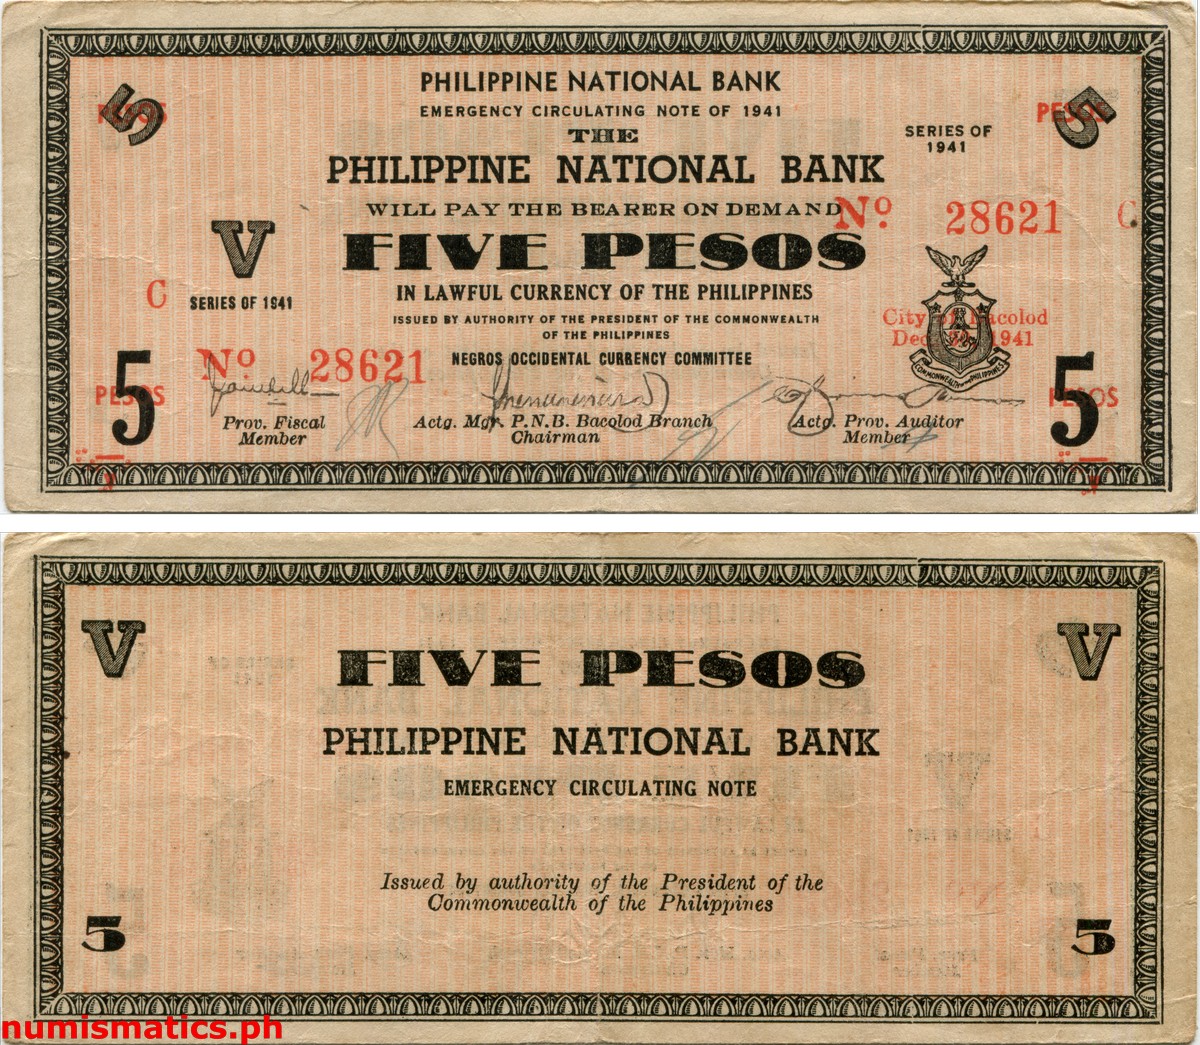 PHILIPPINE NATIONAL BANK
EMERGENCY CIRCULATING NOTE OF 1941
THE
PHILIPPINE NATIONAL BANK
WILL PAY THE BEARER ON DEMAND
FIVE PESOS
IN LAWFUL CURRENCY OF THE PHILIPPINES
ISSUED BY AUTHORITY OF THE PRESIDENT OF THE COMMONWEALTH
OF THE PHILIPPINES
NEGROS OCCIDENTAL CURRENCY COMMITTEE
5 PESOS
5 PESOS
SERIES OF
1941
No. 28621 C
V
C SERIES OF 1941
City of Bacolod
Dec. 1941
COMMONWEALTH OF THE PHILIPPINES
No. 28621
PESOS 5
PESOS 5
Prov. Fiscal
Member
Actg. Mgr. P.N.B. Bacolod Branch
Chairman
Actg. Prov. Auditor
Member
V
V
FIVE PESOS
PHILIPPINE NATIONAL BANK
EMERGENCY CIRCULATING NOTE
Issued by authority of the President of the
Commonwealth of the Philippines
5
5
numismatics.ph